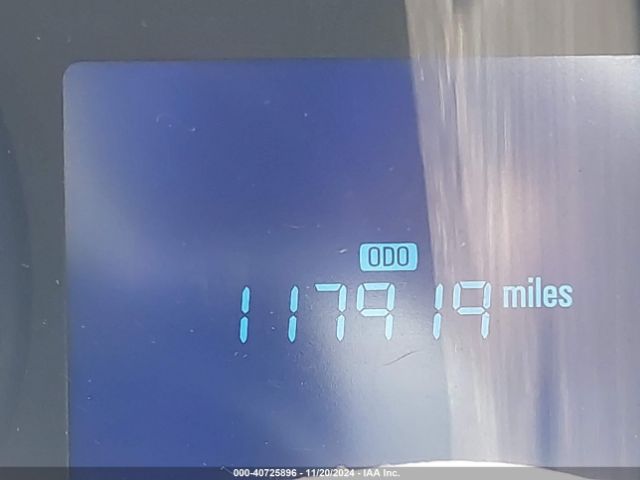 ODO
117919 miles
000-40725896 - 11/20/2024 - IAA Inc.